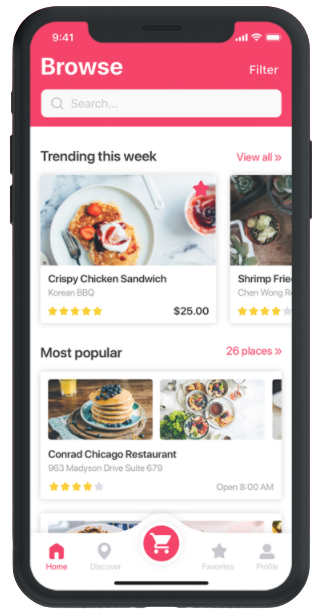 9:41
Browse
Filter
Search...
Trending this week
View all »
Crispy Chicken Sandwich
Korean BBQ
$25.00
Shrimp Frie
Chen Wong Re
Most popular
26 places »
Conrad Chicago Restaurant
963 Madyson Drive Suite 679
Open 8:00 AM
Home
Discover
Favorites
Profile